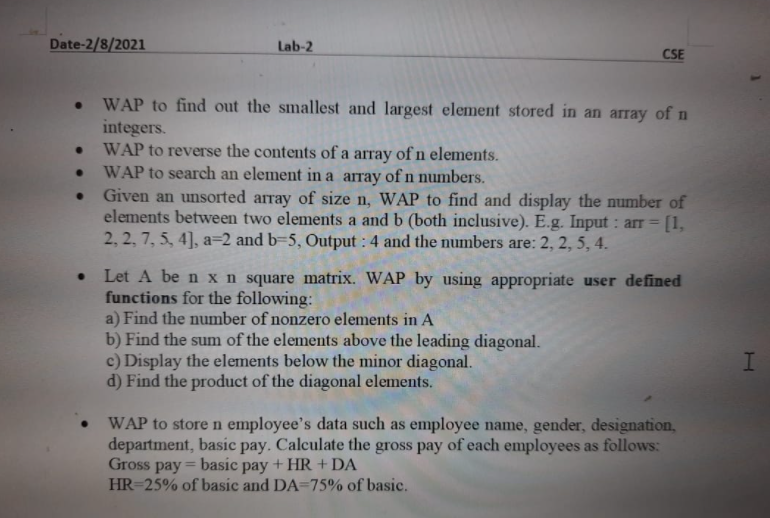 Date-2/8/2021 Lab-2 CSE
• WAP to find out the smallest and largest element stored in an array of n
integers.
• WAP to reverse the contents of a array of n elements.
• WAP to search an element in a array of n numbers.
• Given an unsorted array of size n, WAP to find and display the number of
elements between two elements a and b (both inclusive). E.g. Input : arr = [1,
2, 2, 7, 5, 4], a=2 and b=5, Output : 4 and the numbers are: 2, 2, 5, 4.
• Let A be n x n square matrix. WAP by using appropriate user defined
functions for the following:
a) Find the number of nonzero elements in A
b) Find the sum of the elements above the leading diagonal.
c) Display the elements below the minor diagonal.
d) Find the product of the diagonal elements.
• WAP to store n employee's data such as employee name, gender, designation,
department, basic pay. Calculate the gross pay of each employees as follows:
Gross pay = basic pay + HR + DA
HR=25% of basic and DA=75% of basic.